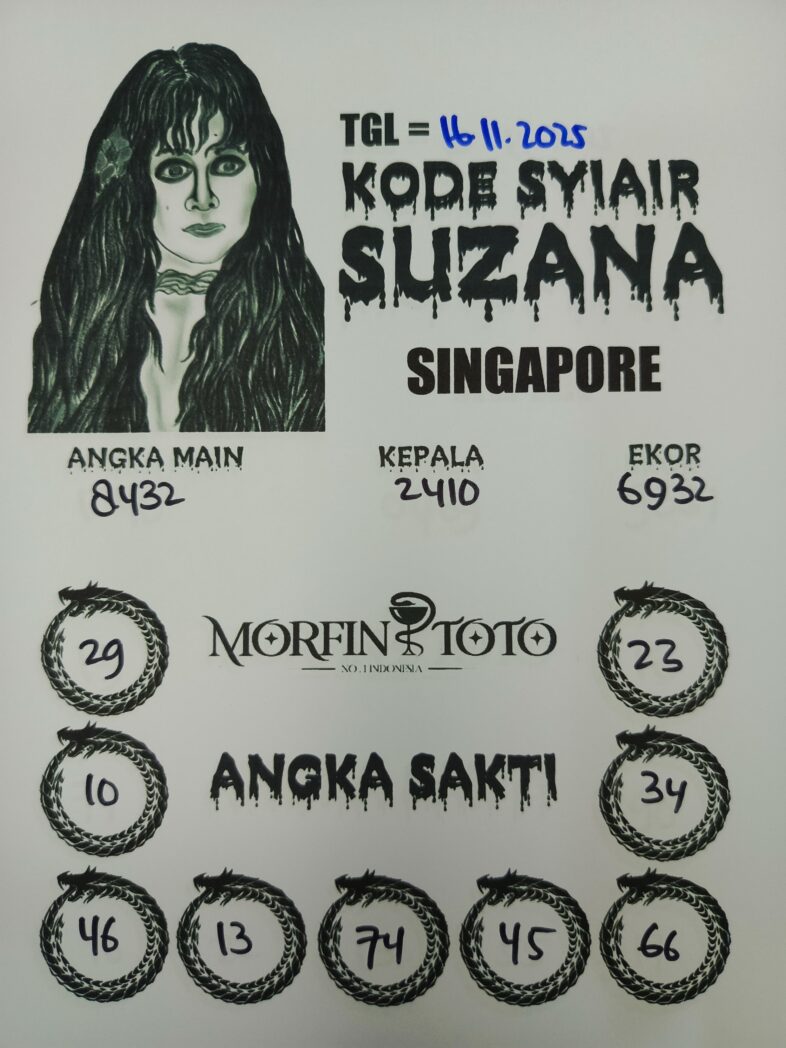 TGL = 16.11.2025
KODE SYIAIR
SUZANA
SINGAPORE
ANGKA MAIN KEPALA EKOR
8432 2410 6932
29 MORFIN TOTO 23
NO.1 INDONESIA
10 ANGKA SAKTI 34
46 13 74 45 66